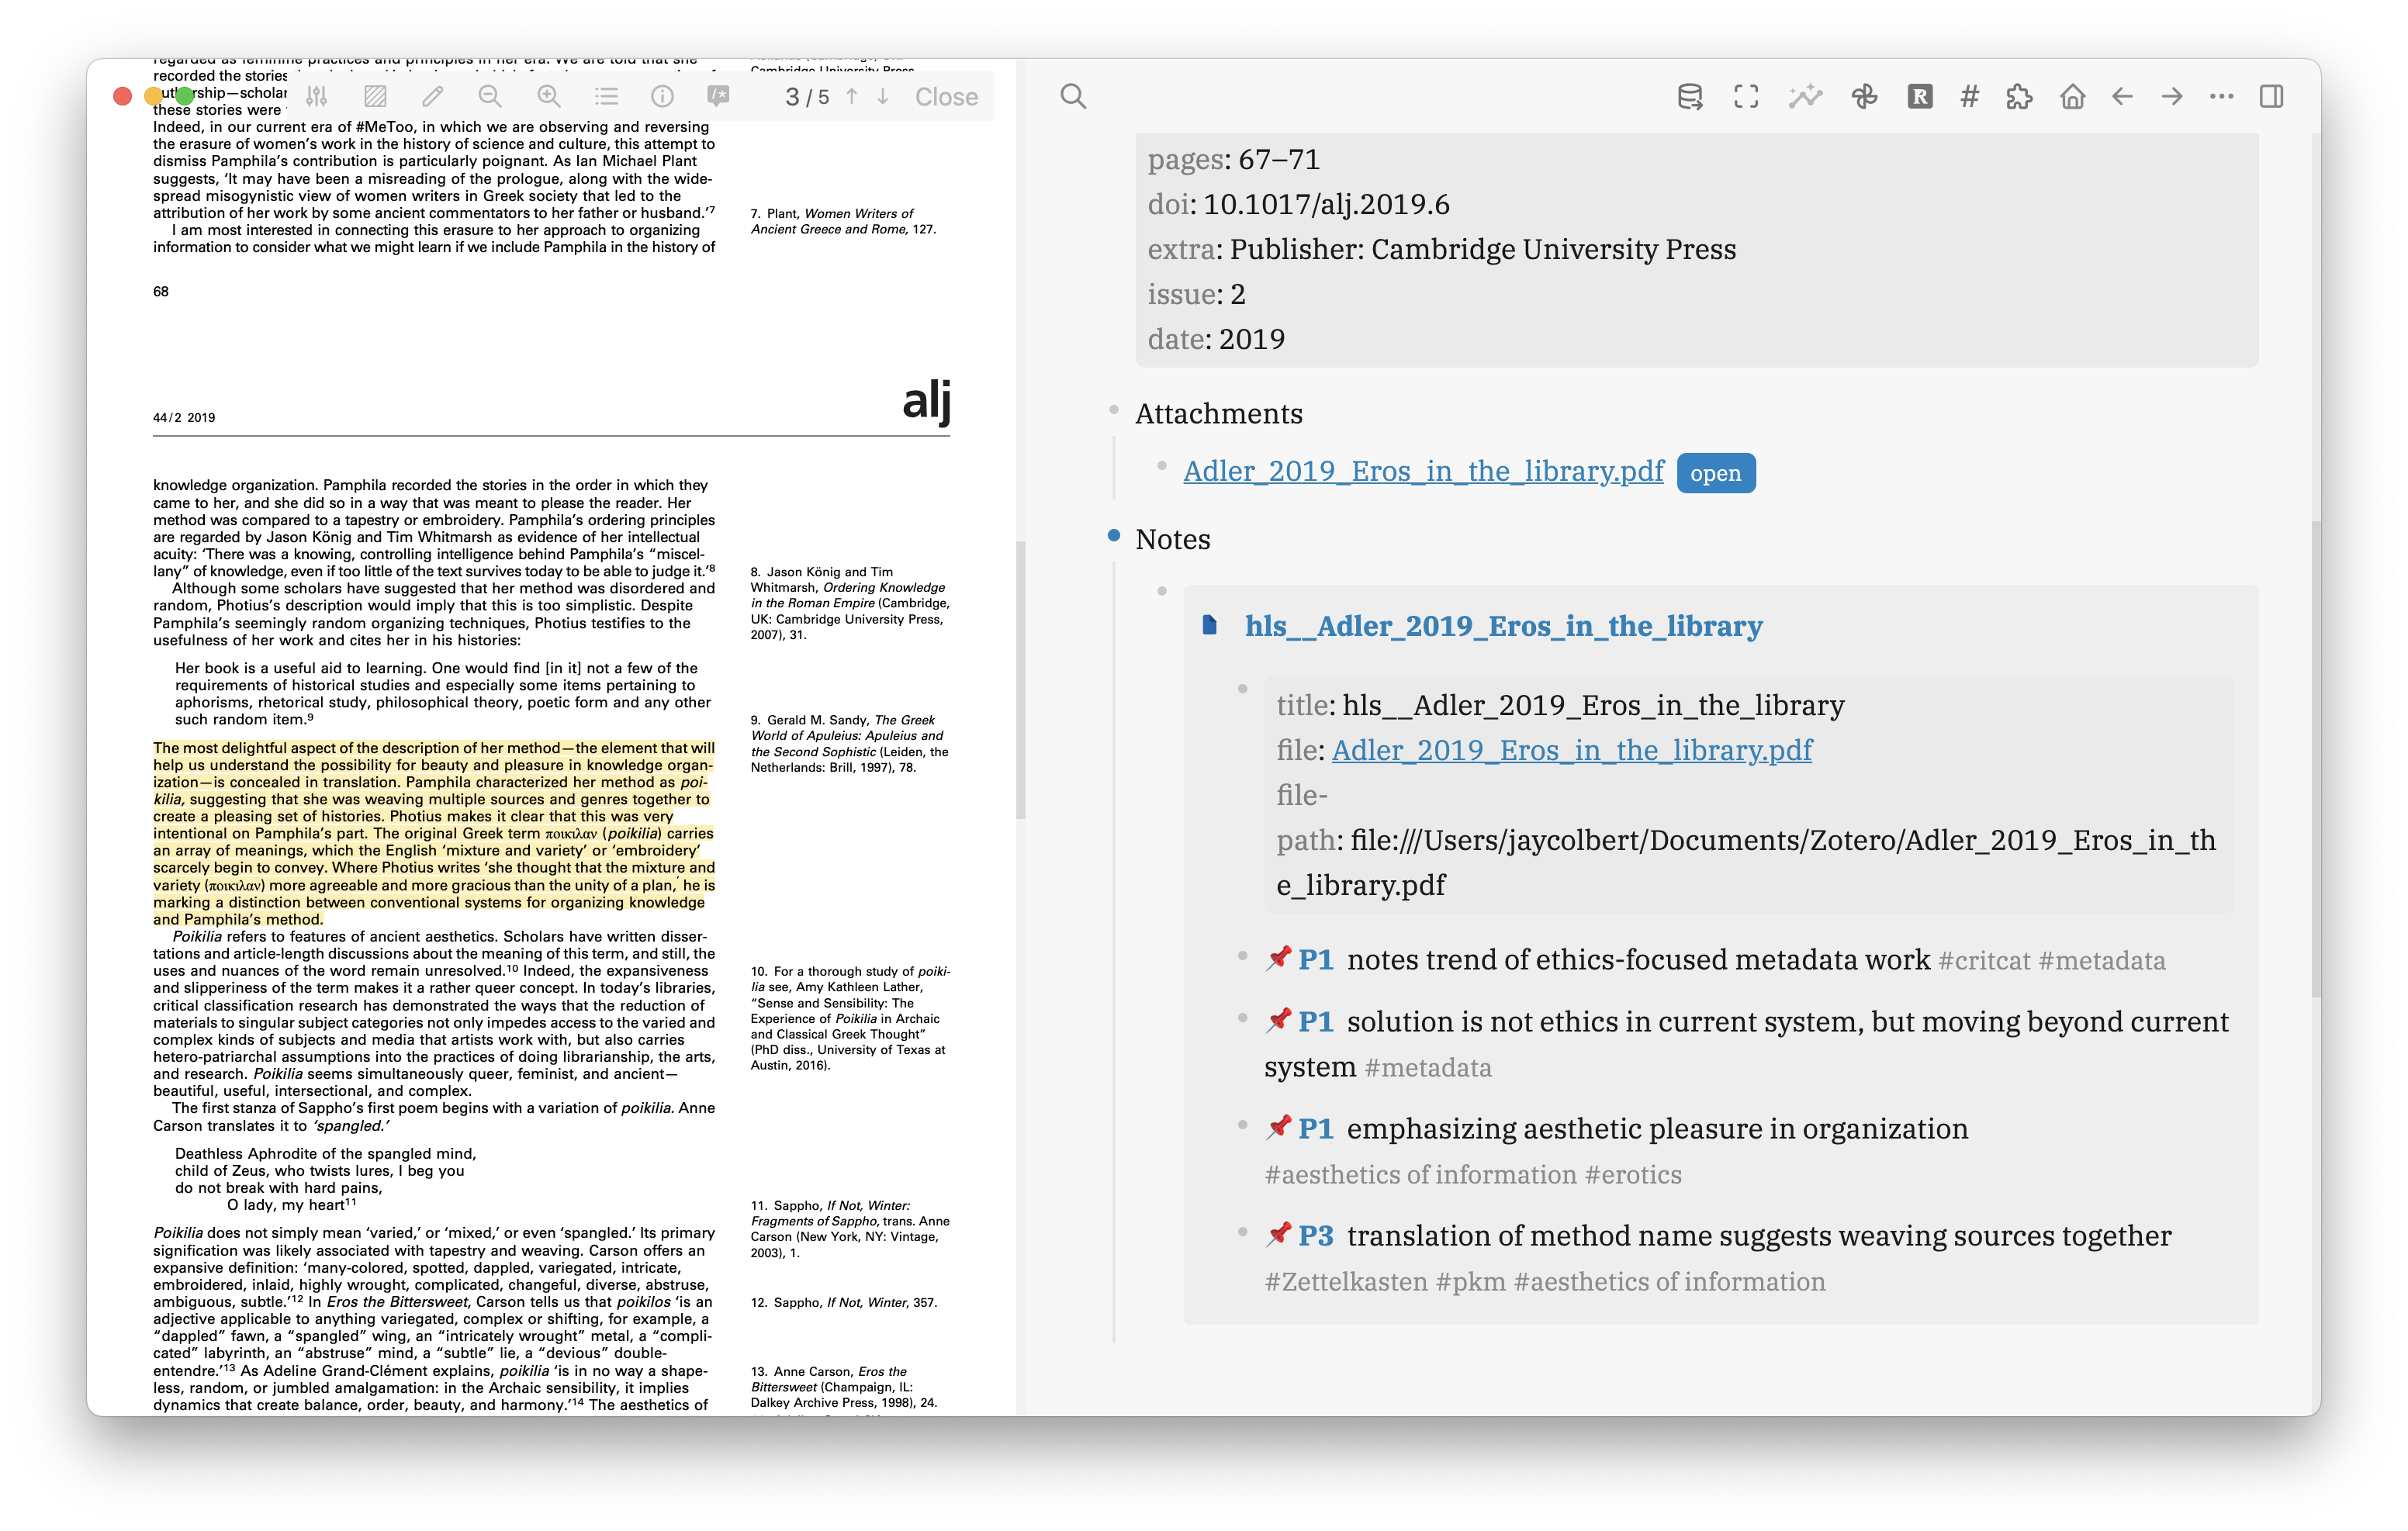 regarded as feminine practices and principles in her era. We are told that she
recorded the stories
Cambridge University Press
authorship—scholar
these stories were
3 / 5 ↑ ↓ Close
Indeed, in our current era of #MeToo, in which we are observing and reversing
the erasure of women’s work in the history of science and culture, this attempt to
dismiss Pamphila’s contribution is particularly poignant. As Ian Michael Plant
suggests, ‘It may have been a misreading of the prologue, along with the wide-
spread misogynistic view of women writers in Greek society that led to the
attribution of her work by some ancient commentators to her father or husband.’⁷
I am most interested in connecting this erasure to her approach to organizing
information to consider what we might learn if we include Pamphila in the history of
7. Plant, Women Writers of
Ancient Greece and Rome, 127.
68
44/2 2019
alj
knowledge organization. Pamphila recorded the stories in the order in which they
came to her, and she did so in a way that was meant to please the reader. Her
method was compared to a tapestry or embroidery. Pamphila’s ordering principles
are regarded by Jason König and Tim Whitmarsh as evidence of her intellectual
acuity: ‘There was a knowing, controlling intelligence behind Pamphila’s “miscel-
lany” of knowledge, even if too little of the text survives today to be able to judge it.’⁸
Although some scholars have suggested that her method was disordered and
random, Photius’s description would imply that this is too simplistic. Despite
Pamphila’s seemingly random organizing techniques, Photius testifies to the
usefulness of her work and cites her in his histories:
Her book is a useful aid to learning. One would find [in it] not a few of the
requirements of historical studies and especially some items pertaining to
aphorisms, rhetorical study, philosophical theory, poetic form and any other
such random item.⁹
The most delightful aspect of the description of her method—the element that will
help us understand the possibility for beauty and pleasure in knowledge organ-
ization—is concealed in translation. Pamphila characterized her method as poi-
kilia, suggesting that she was weaving multiple sources and genres together to
create a pleasing set of histories. Photius makes it clear that this was very
intentional on Pamphila’s part. The original Greek term ποικιλαν (poikilia) carries
an array of meanings, which the English ‘mixture and variety’ or ‘embroidery’
scarcely begin to convey. Where Photius writes ‘she thought that the mixture and
variety (ποικιλαν) more agreeable and more gracious than the unity of a plan,’ he is
marking a distinction between conventional systems for organizing knowledge
and Pamphila’s method.
Poikilia refers to features of ancient aesthetics. Scholars have written disser-
tations and article-length discussions about the meaning of this term, and still, the
uses and nuances of the word remain unresolved.¹⁰ Indeed, the expansiveness
and slipperiness of the term makes it a rather queer concept. In today’s libraries,
critical classification research has demonstrated the ways that the reduction of
materials to singular subject categories not only impedes access to the varied and
complex kinds of subjects and media that artists work with, but also carries
hetero-patriarchal assumptions into the practices of doing librarianship, the arts,
and research. Poikilia seems simultaneously queer, feminist, and ancient—
beautiful, useful, intersectional, and complex.
The first stanza of Sappho’s first poem begins with a variation of poikilia. Anne
Carson translates it to ‘spangled.’
Deathless Aphrodite of the spangled mind,
child of Zeus, who twists lures, I beg you
do not break with hard pains,
O lady, my heart¹¹
Poikilia does not simply mean ‘varied,’ or ‘mixed,’ or even ‘spangled.’ Its primary
signification was likely associated with tapestry and weaving. Carson offers an
expansive definition: ‘many-colored, spotted, dappled, variegated, intricate,
embroidered, inlaid, highly wrought, complicated, changeful, diverse, abstruse,
ambiguous, subtle.’¹² In Eros the Bittersweet, Carson tells us that poikilos ‘is an
adjective applicable to anything variegated, complex or shifting, for example, a
“dappled” fawn, a “spangled” wing, an “intricately wrought” metal, a “compli-
cated” labyrinth, an “abstruse” mind, a “subtle” lie, a “devious” double-
entendre.’¹³ As Adeline Grand-Clément explains, poikilia ‘is in no way a shape-
less, random, or jumbled amalgamation: in the Archaic sensibility, it implies
dynamics that create balance, order, beauty, and harmony.’¹⁴ The aesthetics of
8. Jason König and Tim
Whitmarsh, Ordering Knowledge
in the Roman Empire (Cambridge,
UK: Cambridge University Press,
2007), 31.
9. Gerald M. Sandy, The Greek
World of Apuleius: Apuleius and
the Second Sophistic (Leiden, the
Netherlands: Brill, 1997), 78.
10. For a thorough study of poiki-
lia see, Amy Kathleen Lather,
“Sense and Sensibility: The
Experience of Poikilia in Archaic
and Classical Greek Thought”
(PhD diss., University of Texas at
Austin, 2016).
11. Sappho, If Not, Winter:
Fragments of Sappho, trans. Anne
Carson (New York, NY: Vintage,
2003), 1.
12. Sappho, If Not, Winter, 357.
13. Anne Carson, Eros the
Bittersweet (Champaign, IL:
Dalkey Archive Press, 1998), 24.
pages: 67–71
doi: 10.1017/alj.2019.6
extra: Publisher: Cambridge University Press
issue: 2
date: 2019
Attachments
Adler_2019_Eros_in_the_library.pdf open
Notes
hls__Adler_2019_Eros_in_the_library
title: hls__Adler_2019_Eros_in_the_library
file: Adler_2019_Eros_in_the_library.pdf
file-
path: file:///Users/jaycolbert/Documents/Zotero/Adler_2019_Eros_in_th
e_library.pdf
📌P1 notes trend of ethics-focused metadata work #critcat #metadata
📌P1 solution is not ethics in current system, but moving beyond current
system #metadata
📌P1 emphasizing aesthetic pleasure in organization
#aesthetics of information #erotics
📌P3 translation of method name suggests weaving sources together
#Zettelkasten #pkm #aesthetics of information